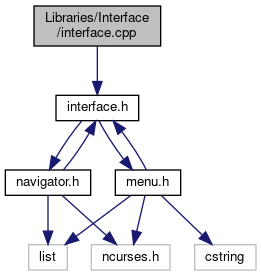 Libraries/Interface
/interface.cpp
interface.h
navigator.h
menu.h
list
ncurses.h
cstring